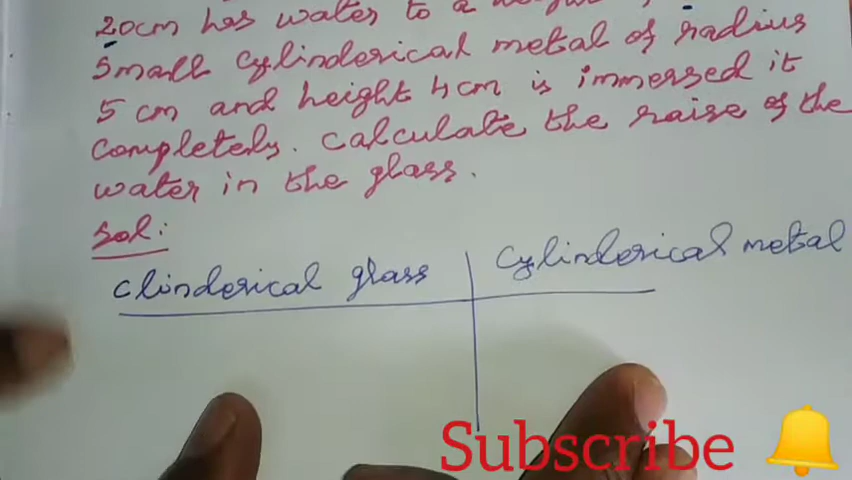 20cm has water to a
small cylinderical metal of radius
5 cm and height 4cm is immersed it
completely. calculate the raise of the
water in the glass.
Sol:
clinderical glass
cylinderical metal
Subscribe